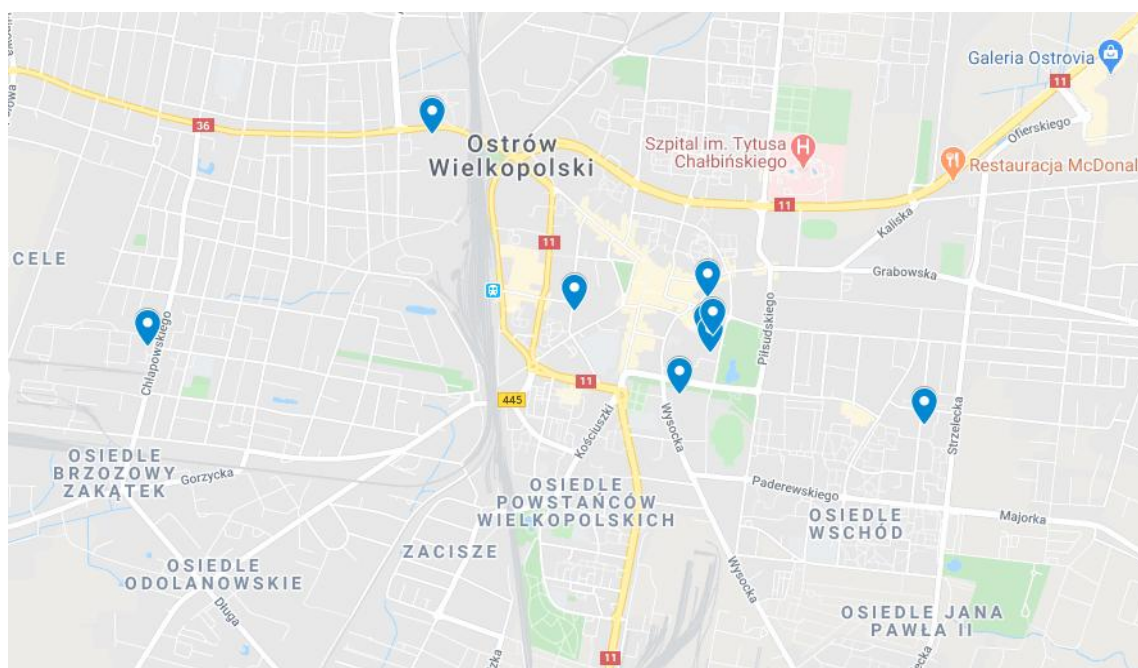 Galeria Ostrovia
11
Ofierskiego
36
Ostrów
Wielkopolski
Szpital im. Tytusa
Chałbińskiego
H
Restauracja McDonal
11
Kaliska
11
CELE
Grabowska
Piłsudskiego
Chłapowskiego
11
445
Kościuszki
Wysocka
Strzelecka
OSIEDLE
BRZOZOWY
ZAKĄTEK
Gorzycka
OSIEDLE
POWSTAŃCÓW
WIELKOPOLSKICH
Paderewskiego
OSIEDLE
WSCHÓD
Majorka
ZACISZE
OSIEDLE
ODOLANOWSKIE
Wysocka
Długa
OSIEDLE JANA
PAWŁA II
11